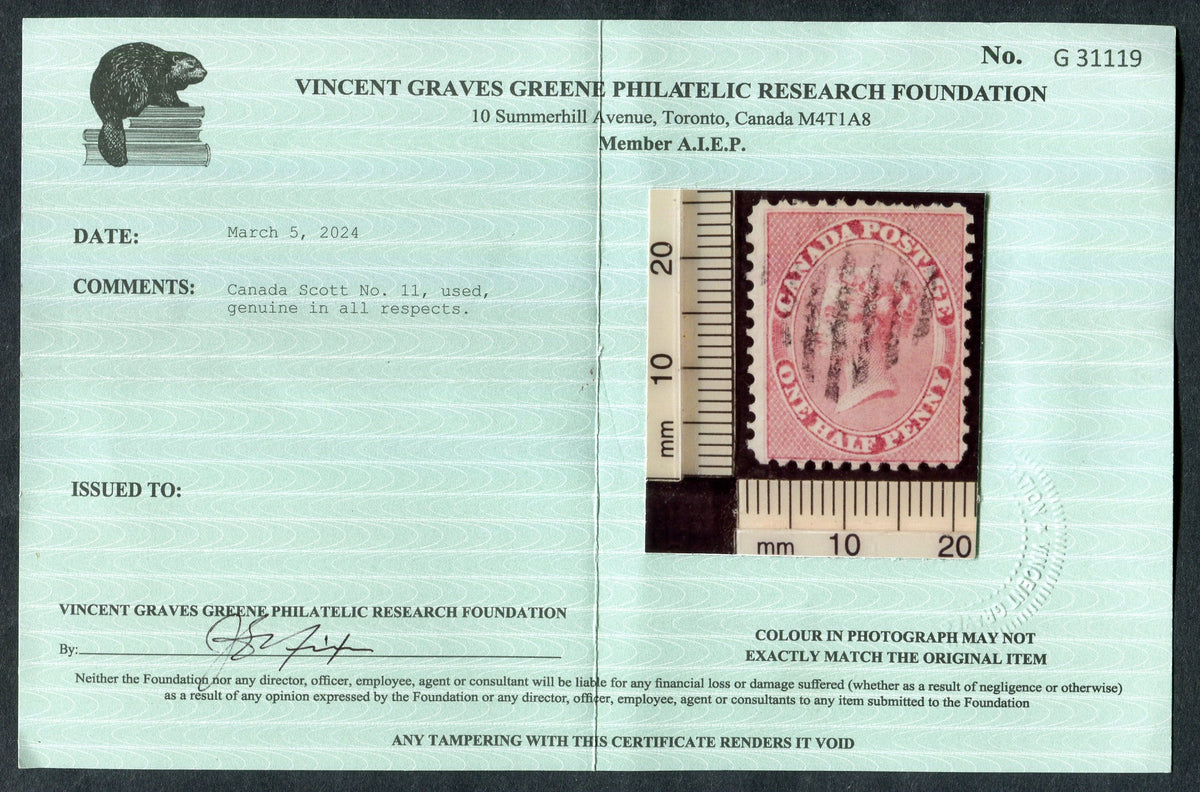 No. G 31119
VINCENT GRAVES GREENE PHILATELIC RESEARCH FOUNDATION
10 Summerhill Avenue, Toronto, Canada M4T1A8
Member A.I.E.P.
DATE: March 5, 2024
COMMENTS: Canada Scott No. 11, used,
genuine in all respects.
20
10
mm
CANADA POSTAGE
ONE HALF PENNY
mm 10 20
ISSUED TO:
VINCENT GRAVES GREENE PHILATELIC RESEARCH FOUNDATION
By:
COLOUR IN PHOTOGRAPH MAY NOT
EXACTLY MATCH THE ORIGINAL ITEM
Neither the Foundation nor any director, officer, employee, agent or consultant will be liable for any financial loss or damage suffered (whether as a result of negligence or otherwise)
as a result of any opinion expressed by the Foundation or any director, officer, employee, agent or consultants to any item submitted to the Foundation
ANY TAMPERING WITH THIS CERTIFICATE RENDERS IT VOID